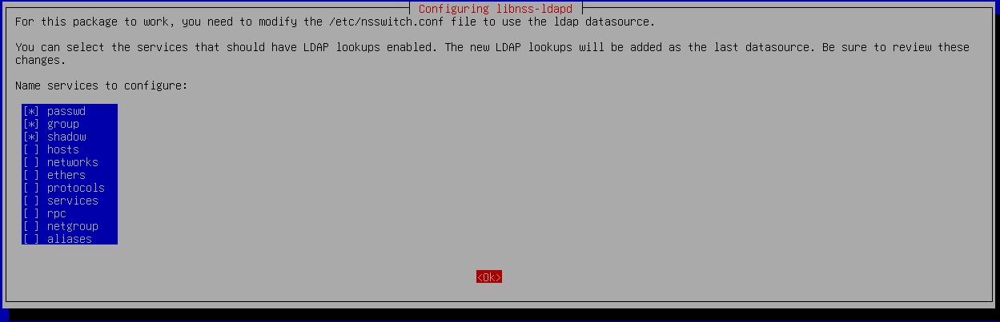 Configuring libnss-ldapd
For this package to work, you need to modify the /etc/nsswitch.conf file to use the ldap datasource.
You can select the services that should have LDAP lookups enabled. The new LDAP lookups will be added as the last datasource. Be sure to review these
changes.
Name services to configure:
[*] passwd
[*] group
[*] shadow
[ ] hosts
[ ] networks
[ ] ethers
[ ] protocols
[ ] services
[ ] rpc
[ ] netgroup
[ ] aliases
<Ok>